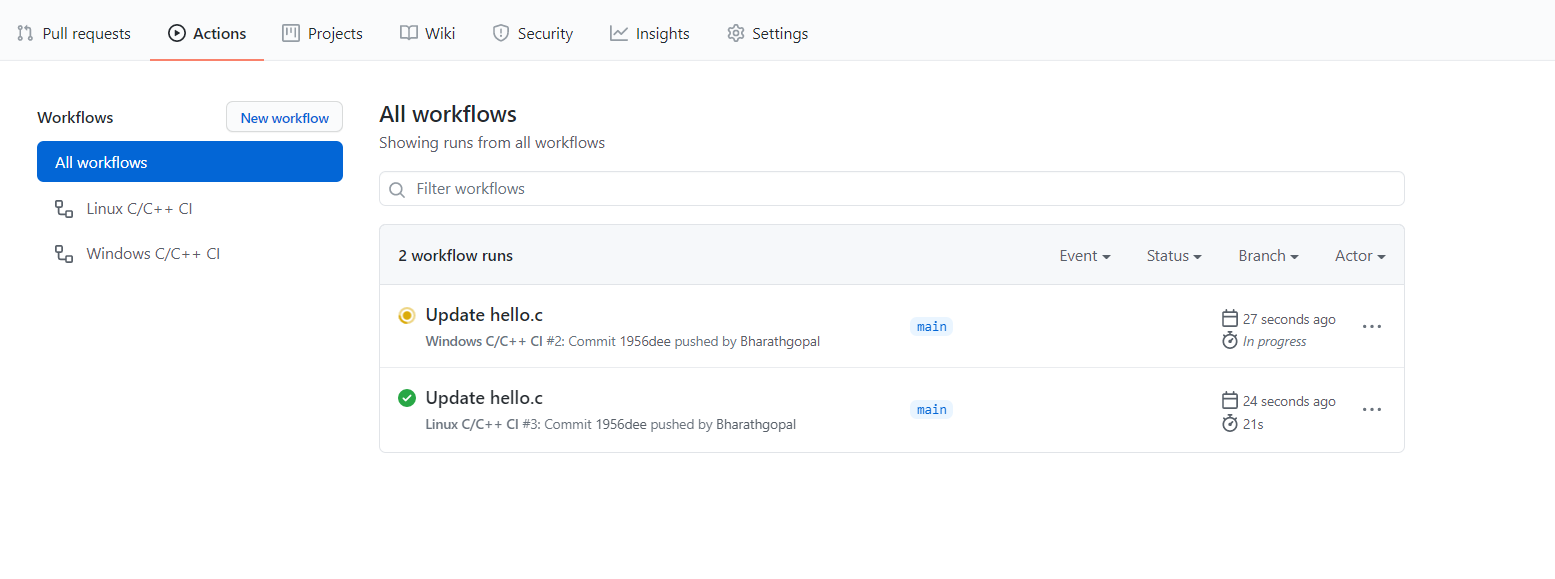 Pull requests Actions Projects Wiki Security Insights Settings
Workflows New workflow
All workflows
Linux C/C++ CI
Windows C/C++ CI
All workflows
Showing runs from all workflows
Filter workflows
2 workflow runs Event Status Branch Actor
Update hello.c
Windows C/C++ CI #2: Commit 1956dee pushed by Bharathgopal
main
27 seconds ago
In progress
Update hello.c
Linux C/C++ CI #3: Commit 1956dee pushed by Bharathgopal
main
24 seconds ago
21s